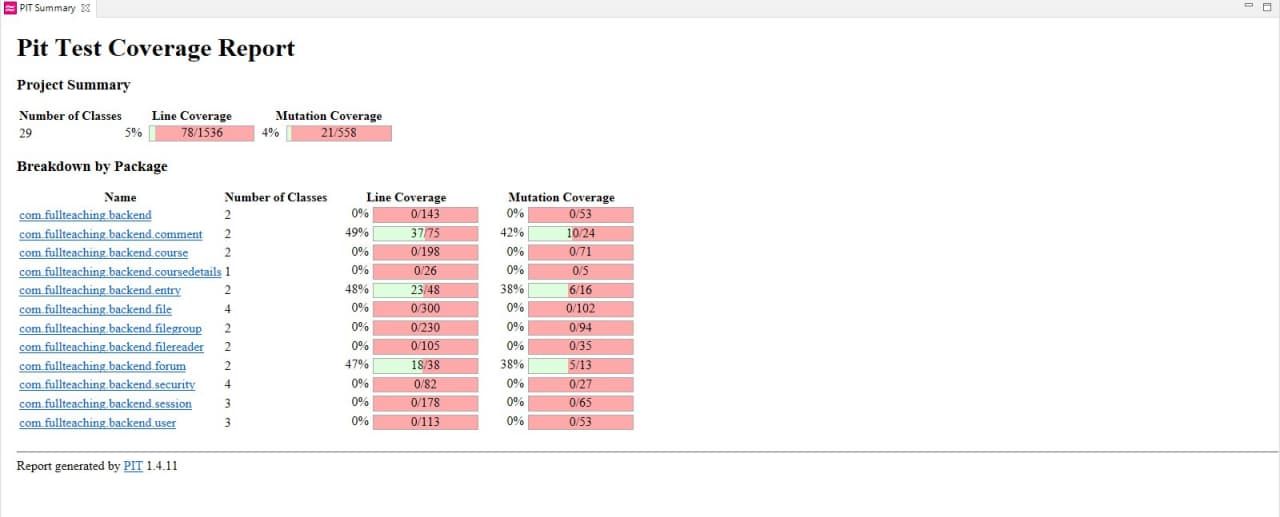 PIT Summary
Pit Test Coverage Report
Project Summary
Number of Classes Line Coverage Mutation Coverage
29 5% 78/1536 4% 21/558
Breakdown by Package
Name Number of Classes Line Coverage Mutation Coverage
com.fullteaching.backend 2 0% 0/143 0% 0/53
com.fullteaching.backend.comment 2 49% 37/75 42% 10/24
com.fullteaching.backend.course 2 0% 0/198 0% 0/71
com.fullteaching.backend.coursedetails 1 0% 0/26 0% 0/5
com.fullteaching.backend.entry 2 48% 23/48 38% 6/16
com.fullteaching.backend.file 4 0% 0/300 0% 0/102
com.fullteaching.backend.filegroup 2 0% 0/230 0% 0/94
com.fullteaching.backend.filereader 2 0% 0/105 0% 0/35
com.fullteaching.backend.forum 2 47% 18/38 38% 5/13
com.fullteaching.backend.security 4 0% 0/82 0% 0/27
com.fullteaching.backend.session 3 0% 0/178 0% 0/65
com.fullteaching.backend.user 3 0% 0/113 0% 0/53
Report generated by PIT 1.4.11